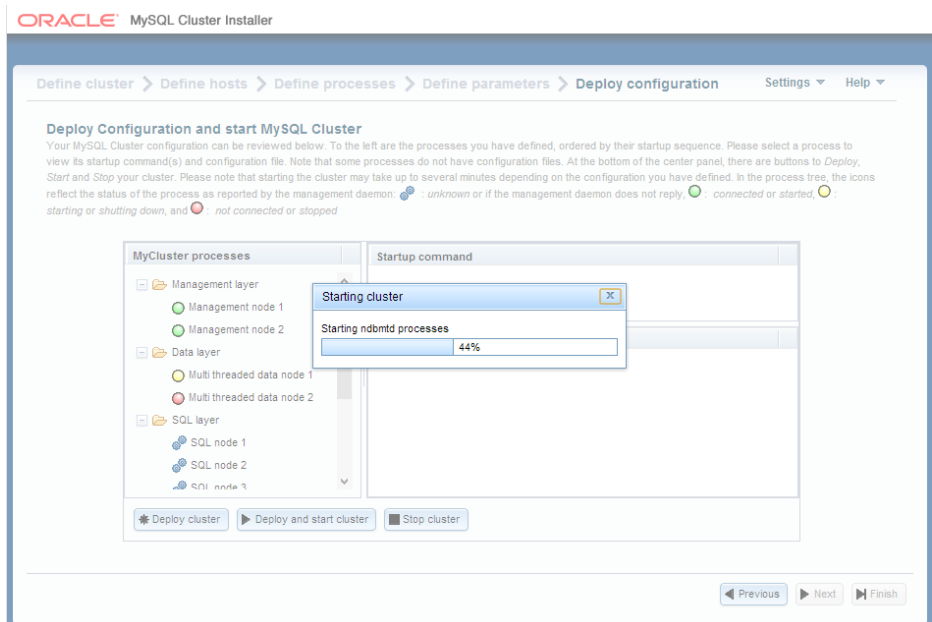 ORACLE MySQL Cluster Installer
Define cluster Define hosts Define processes Define parameters Deploy configuration Settings Help
Deploy Configuration and start MySQL Cluster
Your MySQL Cluster configuration can be reviewed below. To the left are the processes you have defined, ordered by their startup sequence. Please select a process to
view its startup command(s) and configuration file. Note that some processes do not have configuration files. At the bottom of the center panel, there are buttons to Deploy,
Start and Stop your cluster. Please note that starting the cluster may take up to several minutes depending on the configuration you have defined. In the process tree, the icons
reflect the status of the process as reported by the management daemon: : unknown or if the management daemon does not reply, : connected or started, :
starting or shutting down, and : not connected or stopped
MyCluster processes
Startup command
Management layer
Management node 1
Management node 2
Data layer
Multi threaded data node 1
Multi threaded data node 2
SQL layer
SQL node 1
SQL node 2
SQL node 3
Starting cluster
x
Starting ndbmtd processes
44%
Deploy cluster Deploy and start cluster Stop cluster
Previous Next Finish